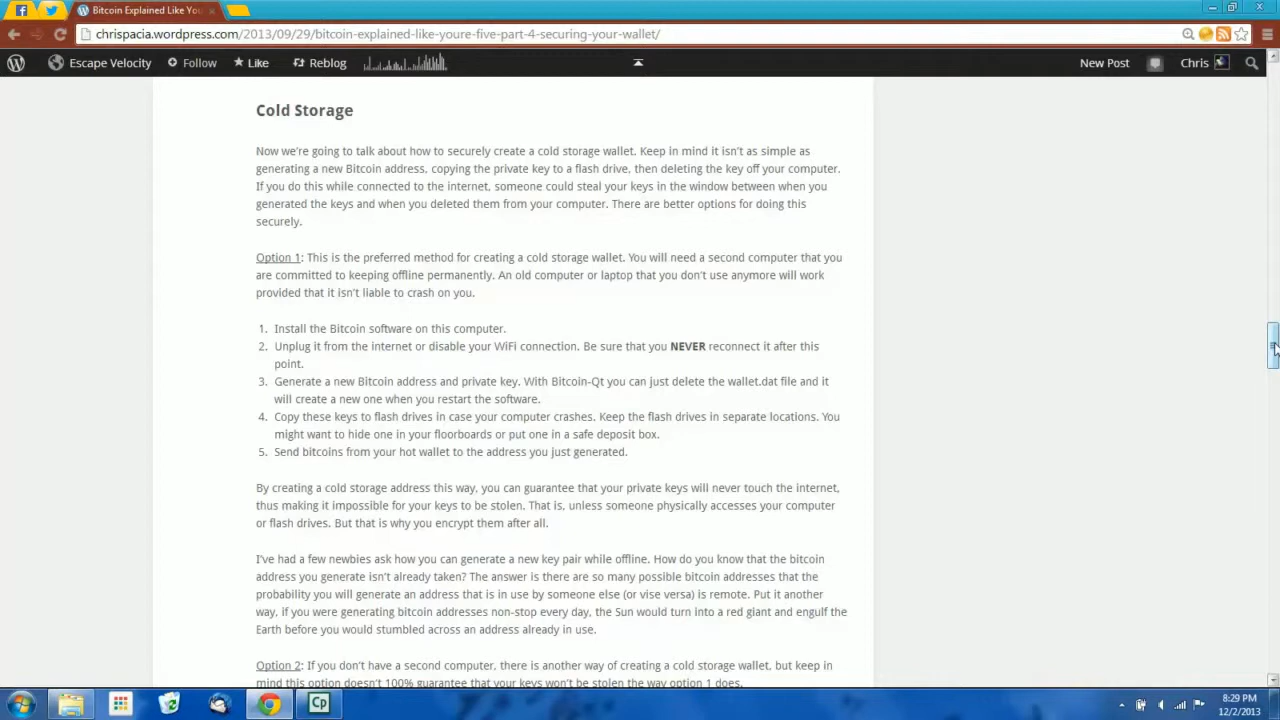 Bitcoin Explained Like You
chrispacia.wordpress.com/2013/09/29/bitcoin-explained-like-youre-five-part-4-securing-your-wallet/
Escape Velocity Follow Like Reblog New Post Chris
Cold Storage
Now we're going to talk about how to securely create a cold storage wallet. Keep in mind it isn't as simple as
generating a new Bitcoin address, copying the private key to a flash drive, then deleting the key off your computer.
If you do this while connected to the internet, someone could steal your keys in the window between when you
generated the keys and when you deleted them from your computer. There are better options for doing this
securely.
Option 1: This is the preferred method for creating a cold storage wallet. You will need a second computer that you
are committed to keeping offline permanently. An old computer or laptop that you don't use anymore will work
provided that it isn't liable to crash on you.
1. Install the Bitcoin software on this computer.
2. Unplug it from the internet or disable your WiFi connection. Be sure that you NEVER reconnect it after this
point.
3. Generate a new Bitcoin address and private key. With Bitcoin-Qt you can just delete the wallet.dat file and it
will create a new one when you restart the software.
4. Copy these keys to flash drives in case your computer crashes. Keep the flash drives in separate locations. You
might want to hide one in your floorboards or put one in a safe deposit box.
5. Send bitcoins from your hot wallet to the address you just generated.
By creating a cold storage address this way, you can guarantee that your private keys will never touch the internet,
thus making it impossible for your keys to be stolen. That is, unless someone physically accesses your computer
or flash drives. But that is why you encrypt them after all.
I've had a few newbies ask how you can generate a new key pair while offline. How do you know that the bitcoin
address you generate isn't already taken? The answer is there are so many possible bitcoin addresses that the
probability you will generate an address that is in use by someone else (or vise versa) is remote. Put it another
way, if you were generating bitcoin addresses non-stop every day, the Sun would turn into a red giant and engulf the
Earth before you would stumbled across an address already in use.
Option 2: If you don't have a second computer, there is another way of creating a cold storage wallet, but keep in
mind this option doesn't 100% guarantee that your keys won't be stolen the way option 1 does.
Cp
8:29 PM
12/2/2013